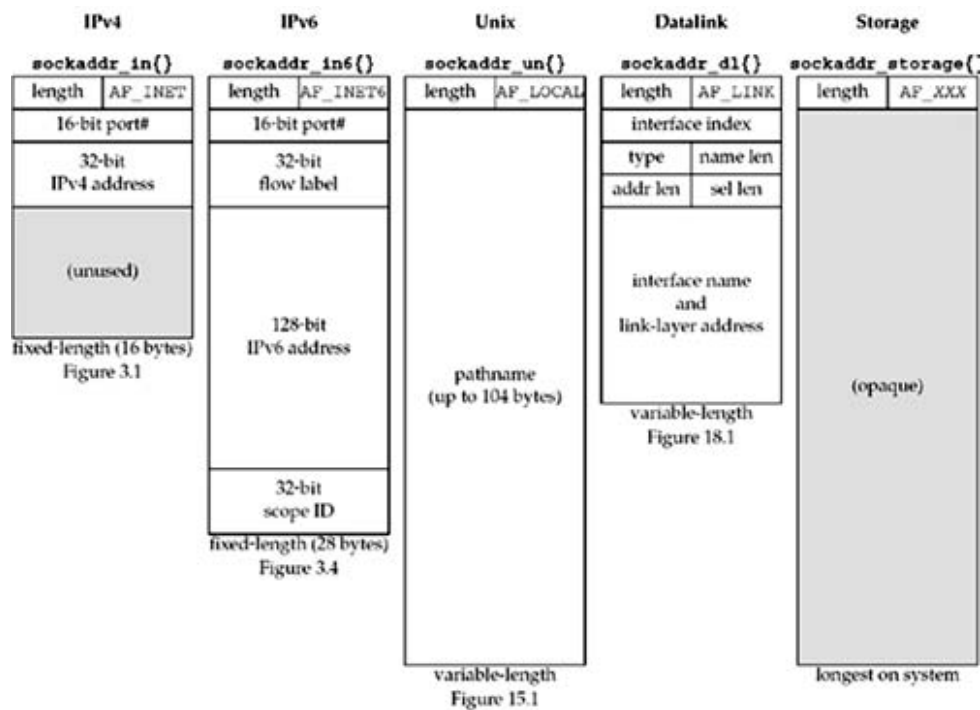 IPv4
IPv6
Unix
Datalink
Storage
sockaddr_in{}
sockaddr_in6{}
sockaddr_un{}
sockaddr_dl{}
sockaddr_storage{}
length
AF_INET
16-bit port#
32-bit
IPv4 address
(unused)
fixed-length (16 bytes)
Figure 3.1
length
AF_INET6
16-bit port#
32-bit
flow label
128-bit
IPv6 address
32-bit
scope ID
fixed-length (28 bytes)
Figure 3.4
length
AF_LOCAL
pathname
(up to 104 bytes)
variable-length
Figure 15.1
length
AF_LINK
interface index
type
name len
addr len
sel len
interface name
and
link-layer address
variable-length
Figure 18.1
length
AF_XXX
(opaque)
longest on system